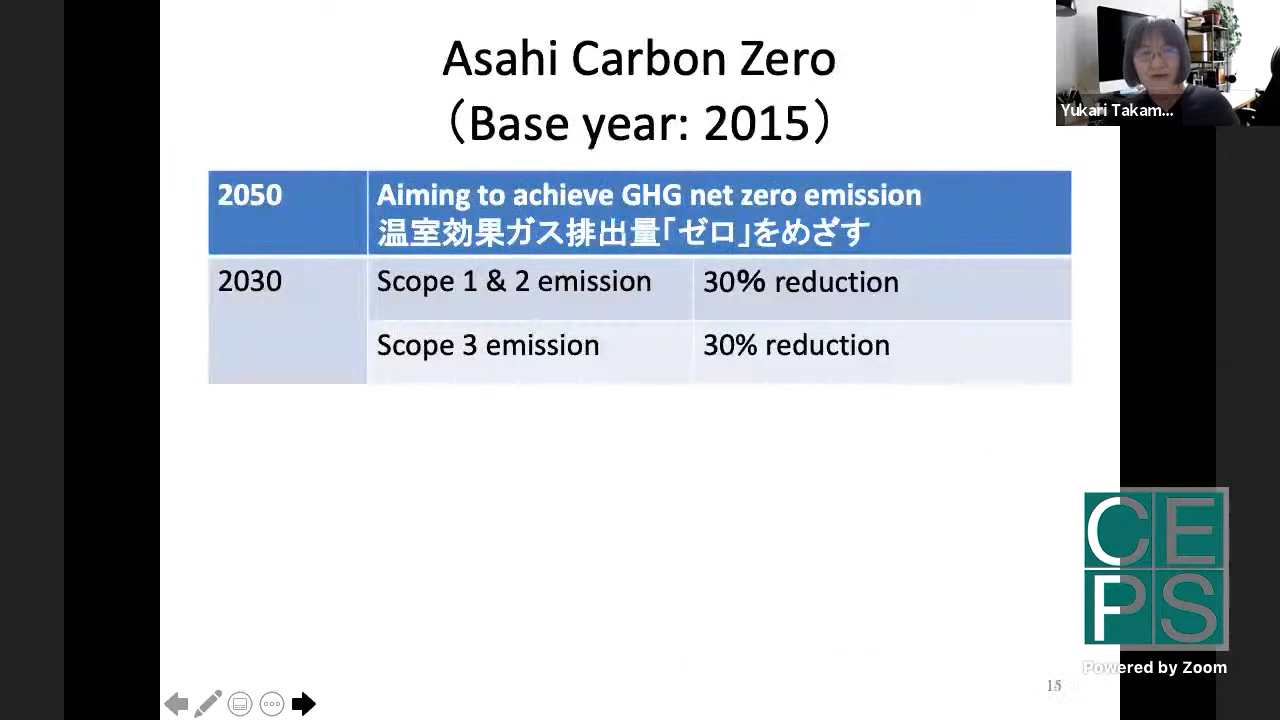 Asahi Carbon Zero
（Base year: 2015）
Yukari Takam...
2050
Aiming to achieve GHG net zero emission
温室効果ガス排出量「ゼロ」をめざす
2030
Scope 1 & 2 emission
30% reduction
Scope 3 emission
30% reduction
CE
PS
Powered by Zoom
15